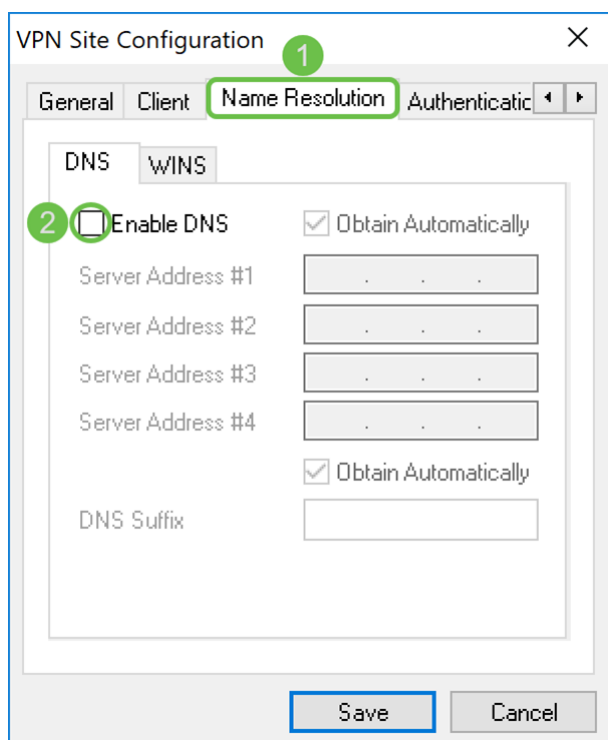 VPN Site Configuration
1
General Client Name Resolution Authenticatic
DNS WINS
2 Enable DNS Obtain Automatically
Server Address #1 . . .
Server Address #2 . . .
Server Address #3 . . .
Server Address #4 . . .
Obtain Automatically
DNS Suffix
Save Cancel